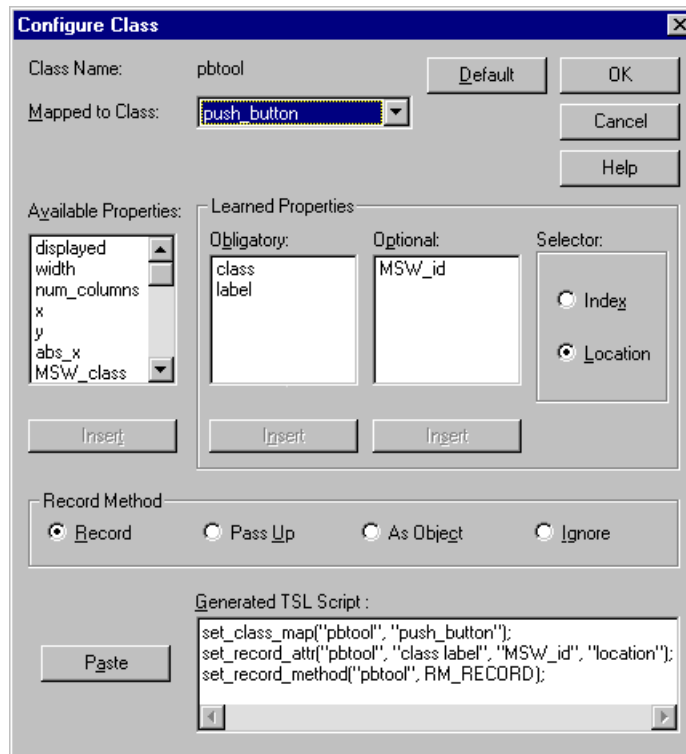 Configure Class
Class Name: pbtool Default OK
Mapped to Class: push_button Cancel
Help
Available Properties: Learned Properties
Obligatory: Optional: Selector:
displayed class MSW_id
width label
num_columns Index
x
y
abs_x Location
MSW_class
Insert Insert Insert
Record Method
Record Pass Up As Object Ignore
Generated TSL Script :
set_class_map("pbtool", "push_button");
set_record_attr("pbtool", "class label", "MSW_id", "location");
set_record_method("pbtool", RM_RECORD);
Paste